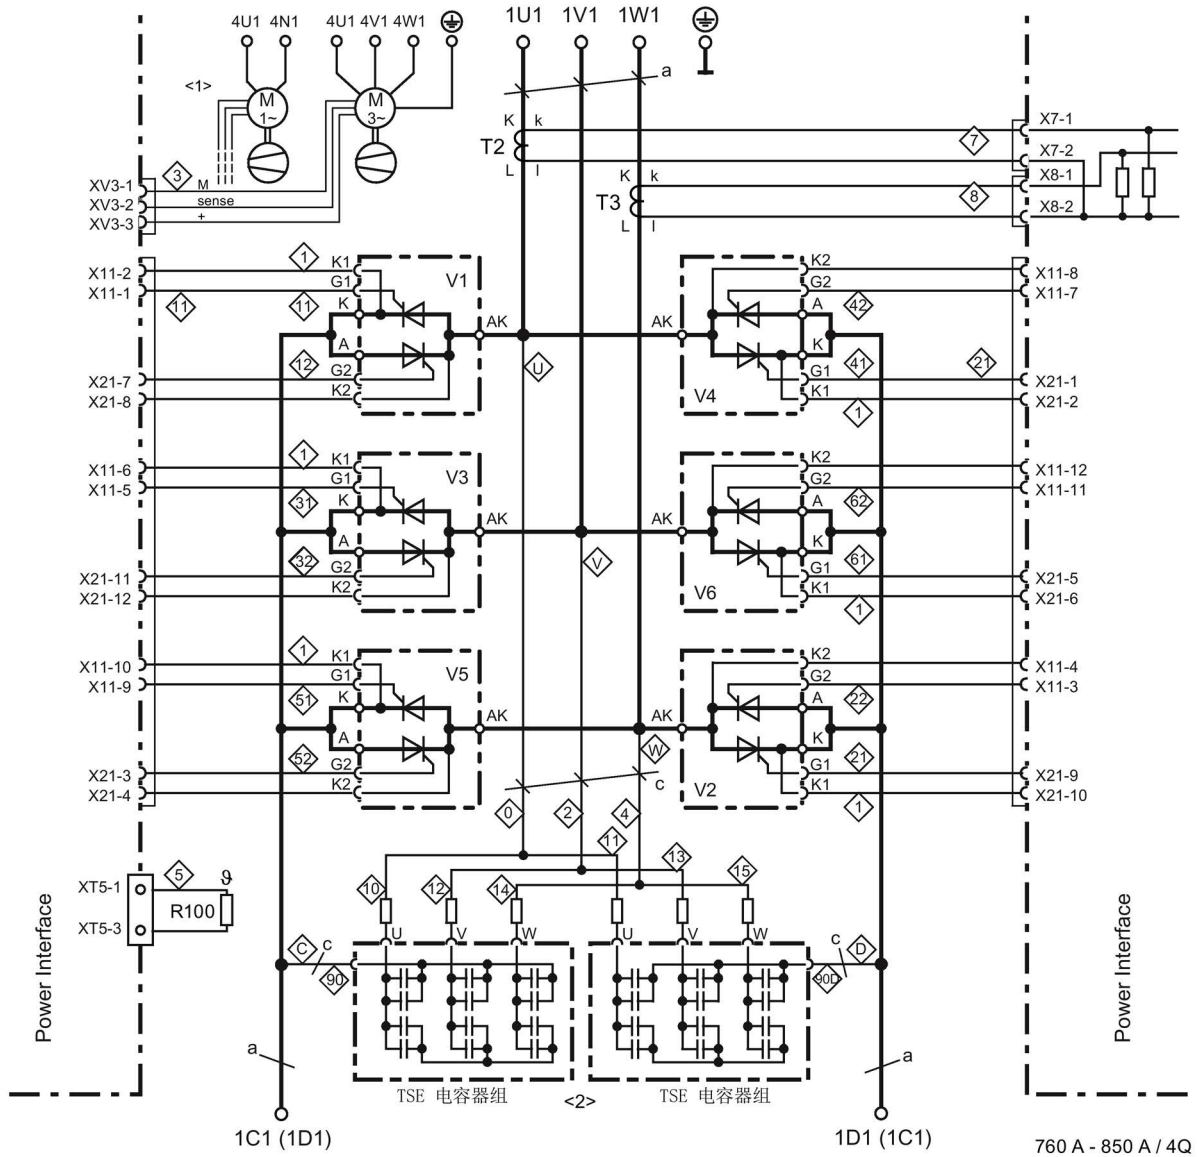 4U1 4N1 4U1 4V1 4W1 1U1 1V1 1W1
a
<1>
M
1~
M
3~
K k
T2
L l
K k
T3
L l
7
8
X7-1
X7-2
X8-1
X8-2
3
XV3-1 M
XV3-2 sense
XV3-3 +
X11-2 1 K1
X11-1 11 11 G1 V1
K
A AK
12
X21-7 G2
X21-8 K2
U
K2 X11-8
G2 X11-7
AK A 42
K 41 21
G1 X21-1
V4 K1 X21-2
1
X11-6 1 K1
X11-5 G1 V3
31 K
A AK
32
X21-11 G2
X21-12 K2
V
K2 X11-12
G2 X11-11
AK A 62
K 61
G1 X21-5
V6 K1 X21-6
1
X11-10 1 K1
X11-9 G1 V5
51 K
A AK
52
X21-3 G2
X21-4 K2
W
K2 X11-4
G2 X11-3
AK A 22
K 21
G1 X21-9
V2 K1 X21-10
1
c
0 2 4
11 13 15
10 12 14
XT5-1 5 ϑ
R100
XT5-3
U V W U V W
C c 90
90D c D
Power Interface
Power Interface
a
a
TSE 电容器组 <2> TSE 电容器组
1C1 (1D1) 1D1 (1C1)
760 A - 850 A / 4Q